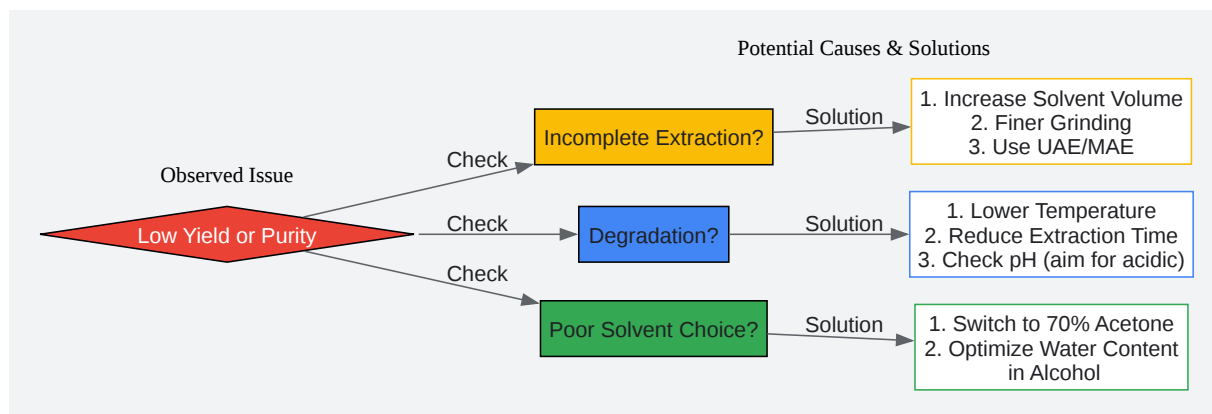 Potential Causes & Solutions
Observed Issue
Low Yield or Purity
Check
Incomplete Extraction?
Solution
1. Increase Solvent Volume
2. Finer Grinding
3. Use UAE/MAE
Check
Degradation?
Solution
1. Lower Temperature
2. Reduce Extraction Time
3. Check pH (aim for acidic)
Check
Poor Solvent Choice?
Solution
1. Switch to 70% Acetone
2. Optimize Water Content
in Alcohol